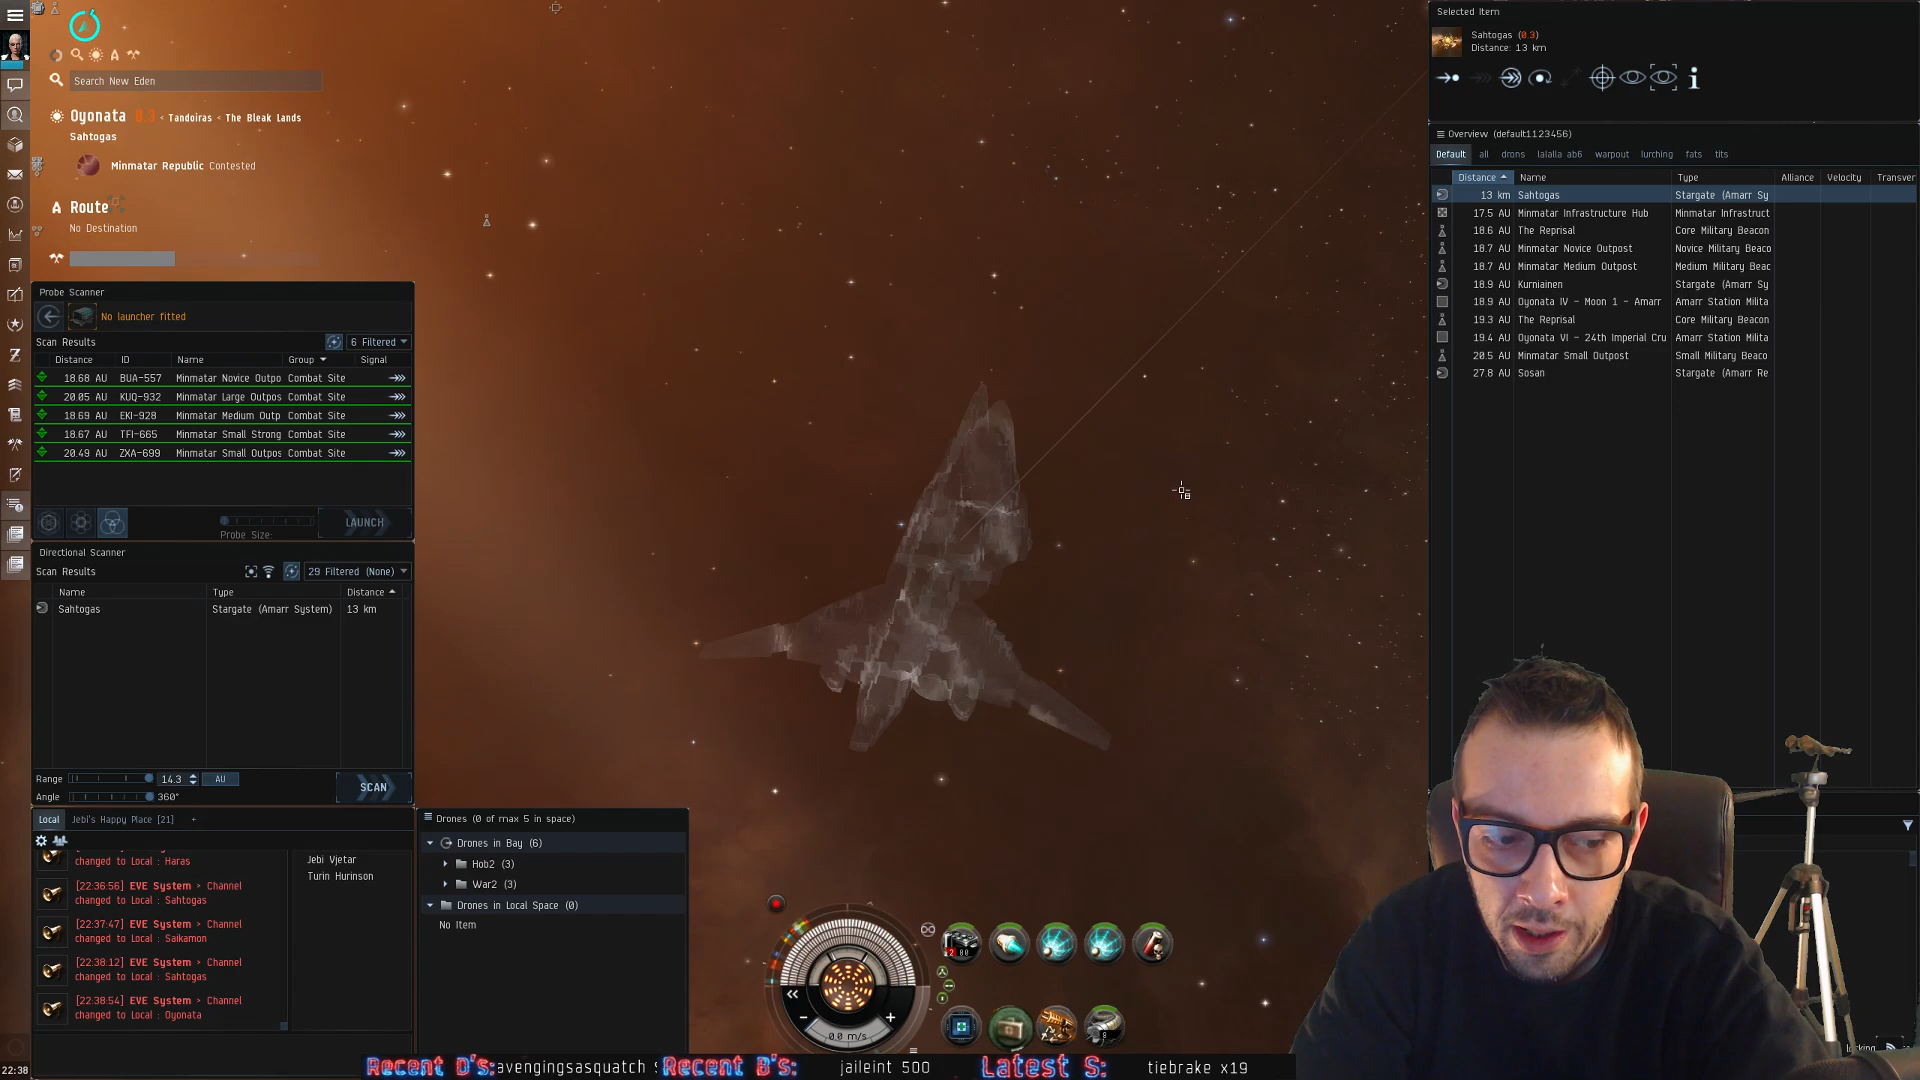 Search New Eden
Oyonata 0.3 < Tandoiras < The Bleak Lands
Sahtogas
Minmatar Republic Contested
Route
No Destination
Probe Scanner
No launcher fitted
Scan Results 6 Filtered
Distance ID Name Group Signal
18.68 AU BUA-557 Minmatar Novice Outpo Combat Site
20.05 AU KUQ-932 Minmatar Large Outpos Combat Site
18.69 AU EKI-928 Minmatar Medium Outp Combat Site
18.67 AU TFI-665 Minmatar Small Strong Combat Site
20.49 AU ZXA-699 Minmatar Small Outpos Combat Site
LAUNCH
Probe Size:
Directional Scanner
Scan Results 29 Filtered (None)
Name Type Distance
Sahtogas Stargate (Amarr System) 13 km
Range 14.3 AU
Angle 360°
SCAN
Local Jebi's Happy Place [21] +
changed to Local : Haras
[22:36:56] EVE System > Channel
changed to Local : Sahtogas
[22:37:47] EVE System > Channel
changed to Local : Saikamon
[22:38:12] EVE System > Channel
changed to Local : Sahtogas
[22:38:54] EVE System > Channel
changed to Local : Oyonata
Jebi Vjetar
Turin Hurinson
22:38
Drones (0 of max 5 in space)
Drones in Bay (6)
Hob2 (3)
War2 (3)
Drones in Local Space (0)
No Item
80
0.0 m/s
8
Selected Item
Sahtogas (0.3)
Distance: 13 km
Overview (default1123456)
Default all drons lalalla ab6 warpout lurching fats tits
Distance Name Type Alliance Velocity Transver
13 km Sahtogas Stargate (Amarr Sy
17.5 AU Minmatar Infrastructure Hub Minmatar Infrastruct
18.6 AU The Reprisal Core Military Beacon
18.7 AU Minmatar Novice Outpost Novice Military Beaco
18.7 AU Minmatar Medium Outpost Medium Military Beac
18.9 AU Kurniainen Stargate (Amarr Sy
18.9 AU Oyonata IV - Moon 1 - Amarr Amarr Station Milita
19.3 AU The Reprisal Core Military Beacon
19.4 AU Oyonata VI - 24th Imperial Cru Amarr Station Milita
20.5 AU Minmatar Small Outpost Small Military Beaco
27.8 AU Sosan Stargate (Amarr Re
Recent D's: avengingsasquatch Recent B's: jaileint 500 Latest S: tiebrake x19